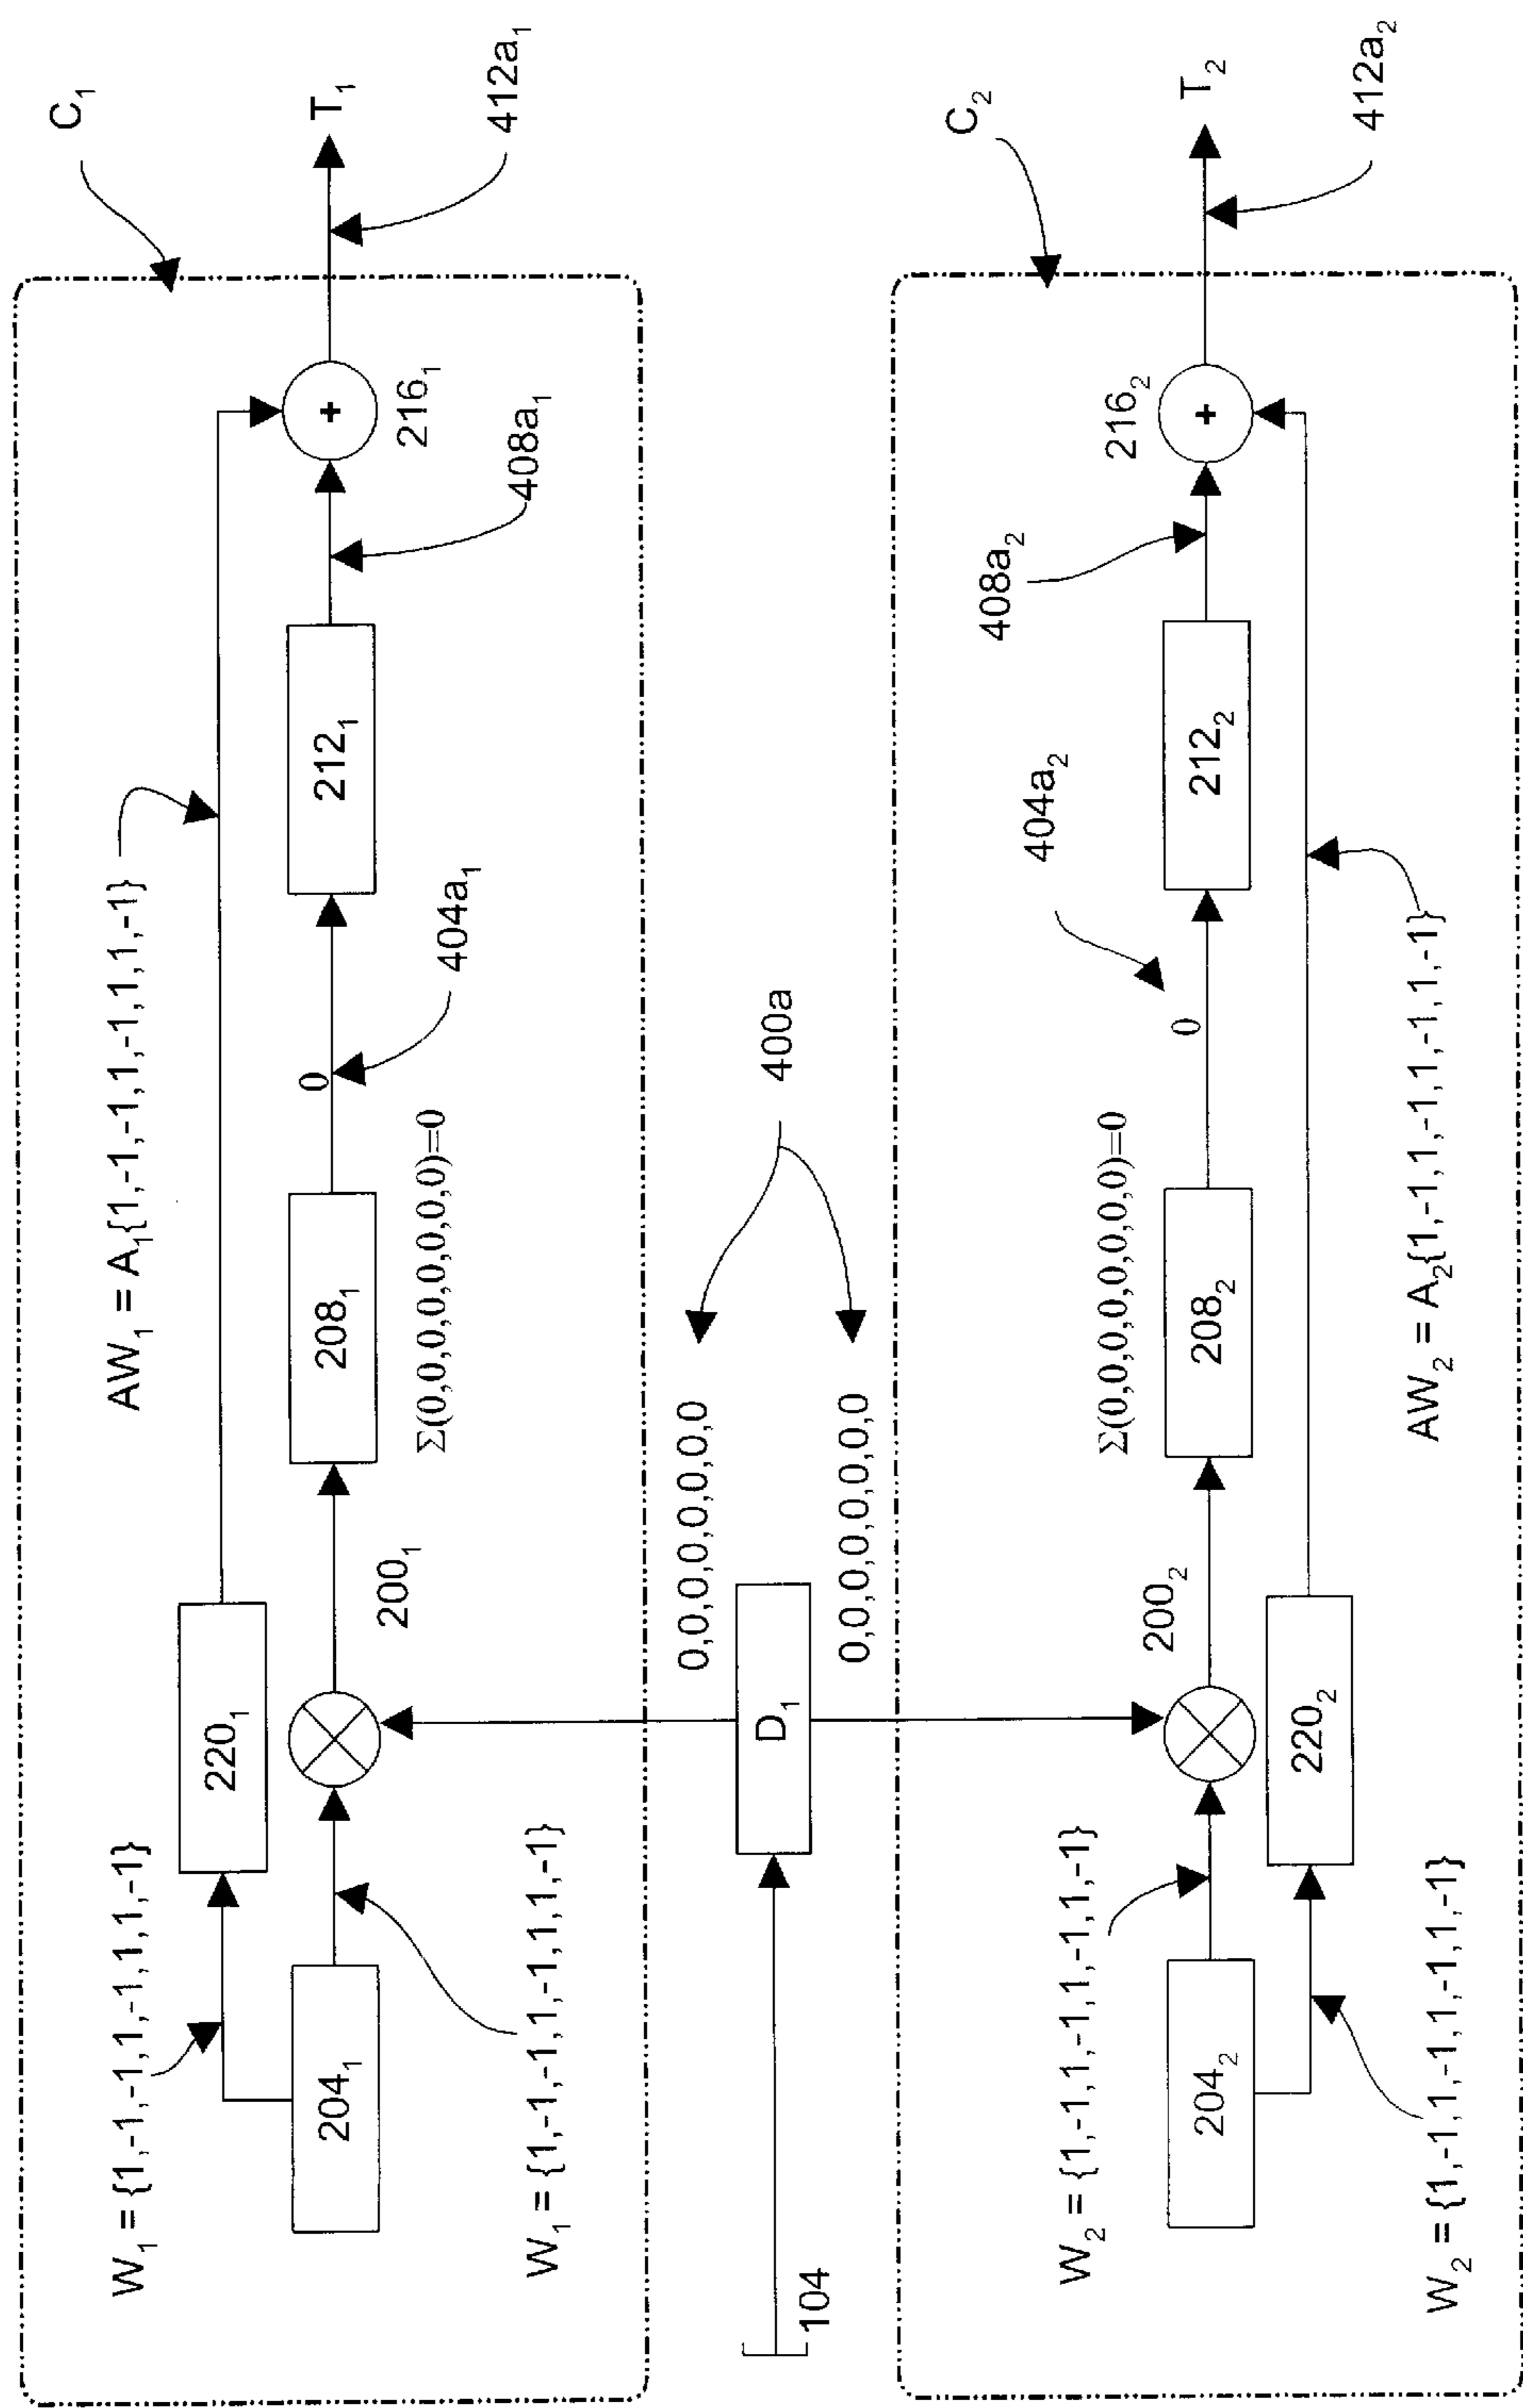 C₁
AW₁ = A₁{1,-1,-1,1,-1,1,1,-1}
W₁ = {1,-1,-1,1,-1,1,1,-1}
220₁
T₁
0
204₁
208₁
212₁
+
404a₁
408a₁
216₁
412a₁
200₁
Σ(0,0,0,0,0,0,0,0)=0
W₁ = {1,-1,-1,1,-1,1,1,-1}
0,0,0,0,0,0,0,0
400a
104
D₁
0,0,0,0,0,0,0,0
C₂
408a₂
404a₂
W₂ = {1,-1,1,-1,1,-1,1,-1}
Σ(0,0,0,0,0,0,0,0)=0
216₂
200₂
0
T₂
204₂
208₂
212₂
+
220₂
412a₂
AW₂ = A₂{1,-1,1,-1,1,-1,1,-1}
W₂ = {1,-1,1,-1,1,-1,1,-1}